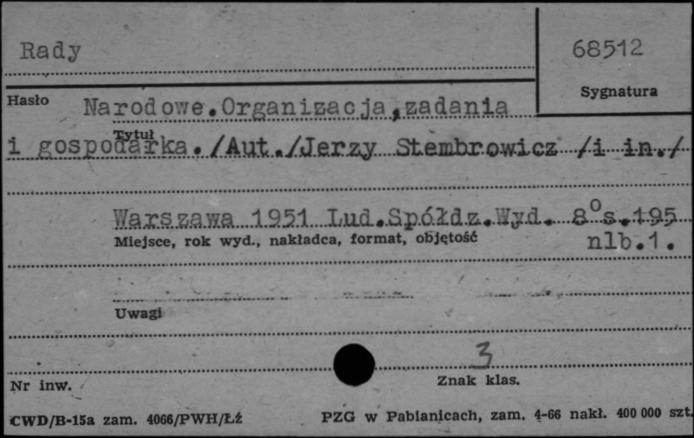 Rady
68512
Sygnatura
Hasło
Narodowe.Organizacja,zadania
Tytuł
i gospodarka./Aut./Jerzy Stembrowicz /i in./
Warszawa 1951 Lud.Spółdz.Wyd. 8° s.195
Miejsce, rok wyd., nakładca, format, objętość
nlb.1.
Uwagi
3
Nr inw.
Znak klas.
CWD/B-15a zam. 4066/PWH/Łź
PZG w Pabianicach, zam. 4-66 nakł. 400 000 szt.